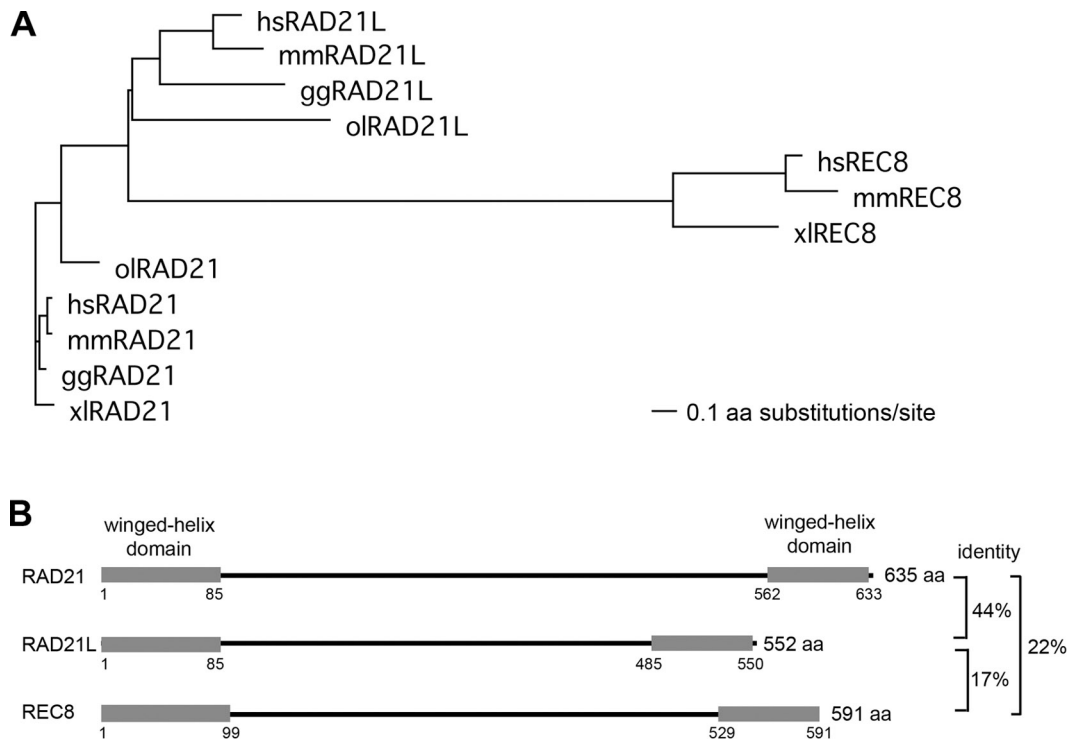 A
hsRAD21L
mmRAD21L
ggRAD21L
olRAD21L
hsREC8
mmREC8
xlREC8
olRAD21
hsRAD21
mmRAD21
ggRAD21
xlRAD21
0.1 aa substitutions/site
B
winged-helix
domain
winged-helix
domain
identity
RAD21
635 aa
1
85
562
633
44%
RAD21L
552 aa
22%
1
85
485
550
17%
REC8
591 aa
1
99
529
591